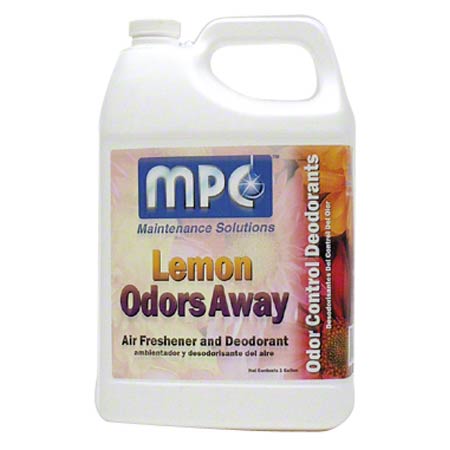 MPC™
Maintenance Solutions
Lemon
Odors Away
Air Freshener and Deodorant
ambientador y desodorisante del aire
Net Contents 1 Gallon
Odor Control Deodorants
Desodorisantes Del Control Del Olor